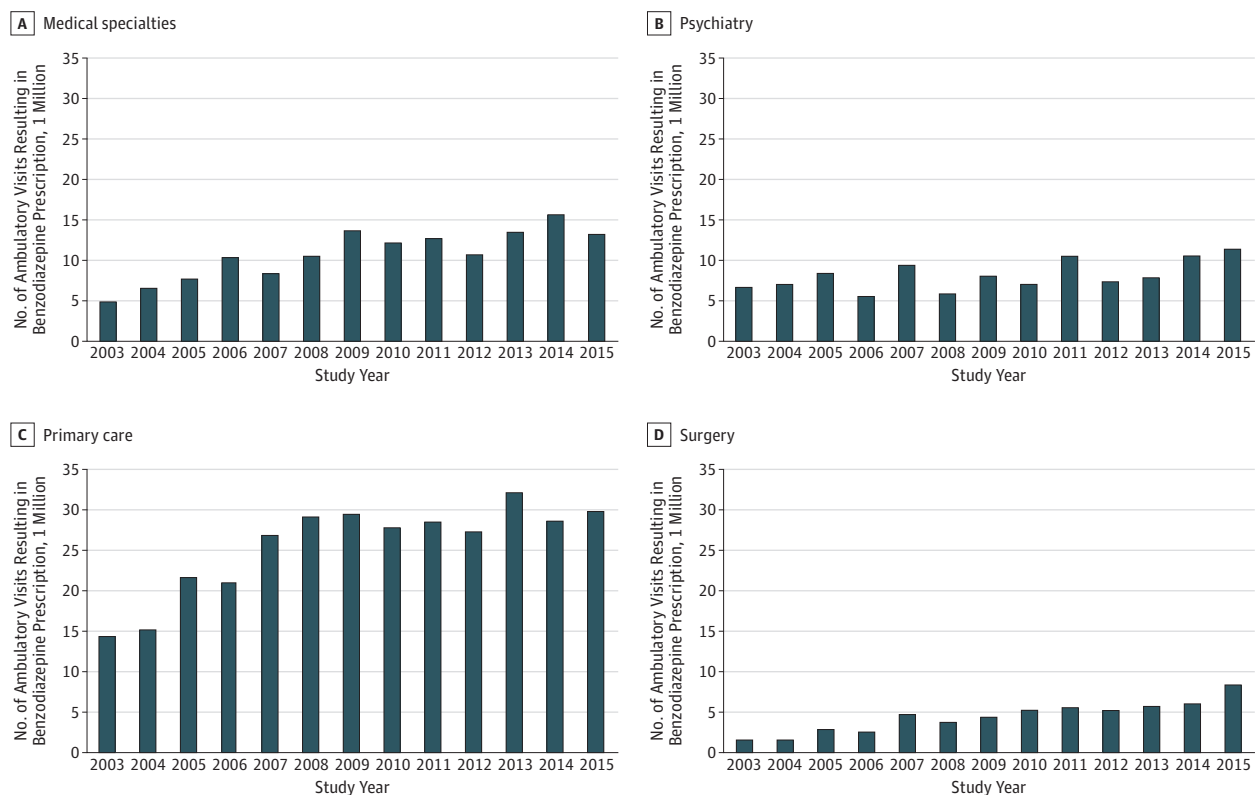 A Medical specialties
No. of Ambulatory Visits Resulting in
Benzodiazepine Prescription, 1 Million
35
30
25
20
15
10
5
0
2003 2004 2005 2006 2007 2008 2009 2010 2011 2012 2013 2014 2015
Study Year
B Psychiatry
No. of Ambulatory Visits Resulting in
Benzodiazepine Prescription, 1 Million
35
30
25
20
15
10
5
0
2003 2004 2005 2006 2007 2008 2009 2010 2011 2012 2013 2014 2015
Study Year
C Primary care
No. of Ambulatory Visits Resulting in
Benzodiazepine Prescription, 1 Million
35
30
25
20
15
10
5
0
2003 2004 2005 2006 2007 2008 2009 2010 2011 2012 2013 2014 2015
Study Year
D Surgery
No. of Ambulatory Visits Resulting in
Benzodiazepine Prescription, 1 Million
35
30
25
20
15
10
5
0
2003 2004 2005 2006 2007 2008 2009 2010 2011 2012 2013 2014 2015
Study Year